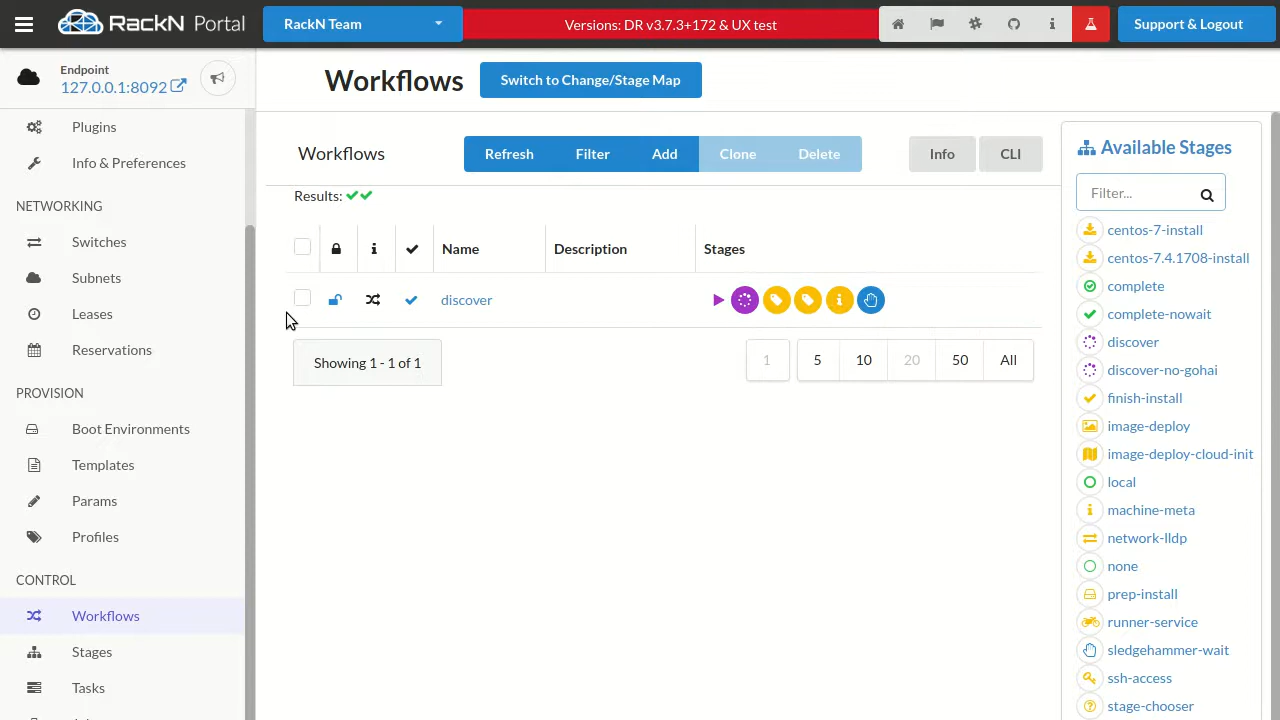 RackN Portal
RackN Team
Versions: DR v3.7.3+172 & UX test
Support & Logout
Endpoint
127.0.0.1:8092
Plugins
Info & Preferences
NETWORKING
Switches
Subnets
Leases
Reservations
PROVISION
Boot Environments
Templates
Params
Profiles
CONTROL
Workflows
Stages
Tasks
Workflows
Switch to Change/Stage Map
Workflows
Refresh
Filter
Add
Clone
Delete
Info
CLI
Results:
Name
Description
Stages
discover
Showing 1 - 1 of 1
1
5
10
20
50
All
Available Stages
Filter...
centos-7-install
centos-7.4.1708-install
complete
complete-nowait
discover
discover-no-gohai
finish-install
image-deploy
image-deploy-cloud-init
local
machine-meta
network-lldp
none
prep-install
runner-service
sledgehammer-wait
ssh-access
stage-chooser